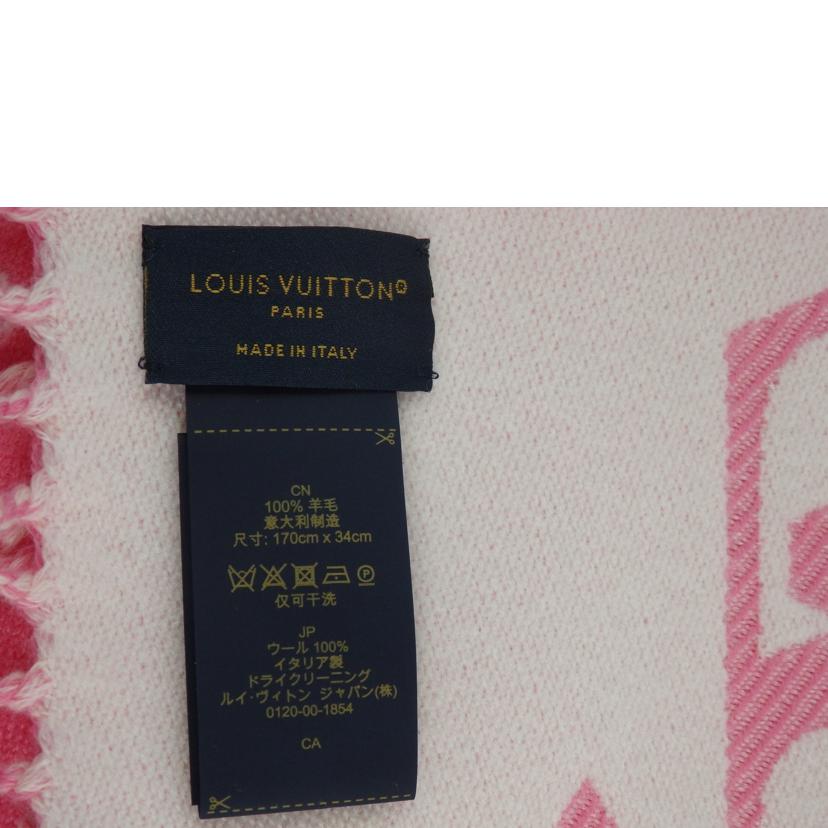 LOUIS VUITTON®
PARIS
MADE IN ITALY
CN
100% 羊毛
意大利制造
尺寸: 170cm x 34cm
P
仅可干洗
JP
ウール 100%
イタリア製
ドライクリーニング
ルイ・ヴィトン ジャパン(株)
0120-00-1854
CA